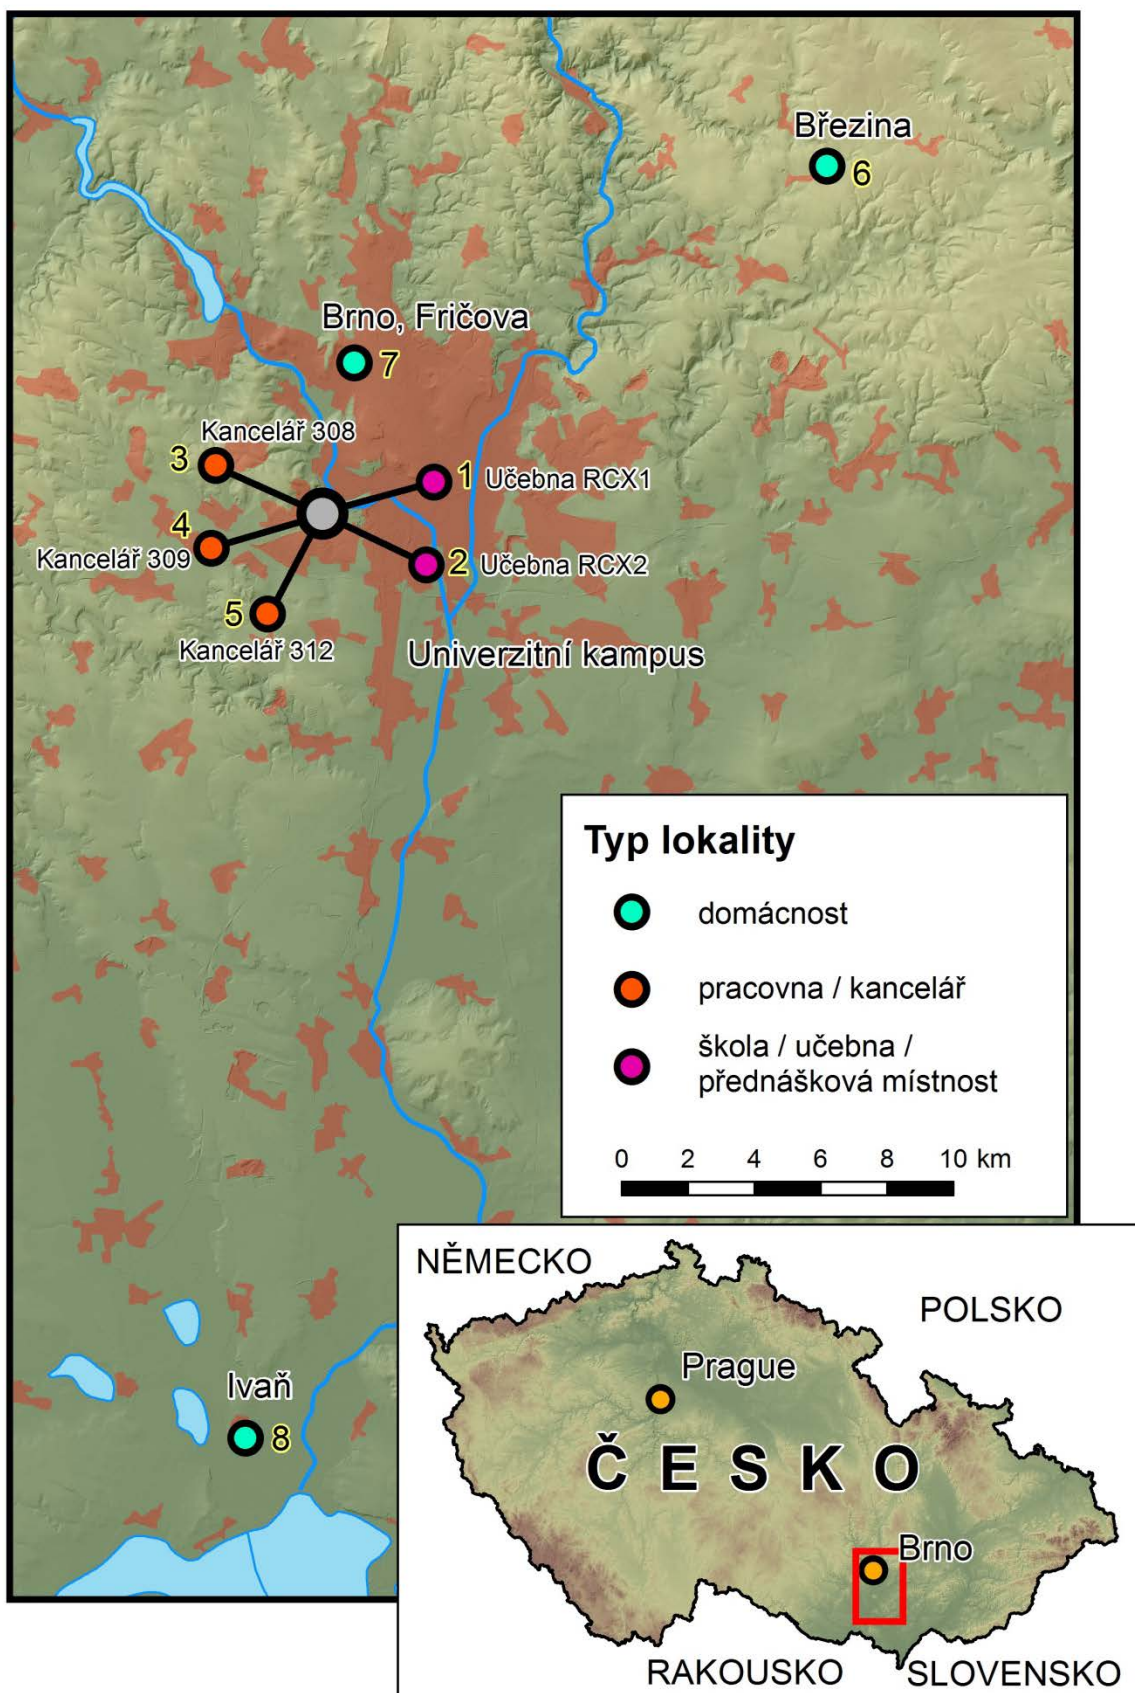 Březina
6
Brno, Fričova
7
Kancelář 308
3
1 Učebna RCX1
4
Kancelář 309
2 Učebna RCX2
5
Kancelář 312
Univerzitní kampus
Typ lokality
domácnost
pracovna / kancelář
škola / učebna /
přednášková místnost
0 2 4 6 8 10 km
Ivaň
8
NĚMECKO
POLSKO
Prague
ČESKO
Brno
RAKOUSKO
SLOVENSKO